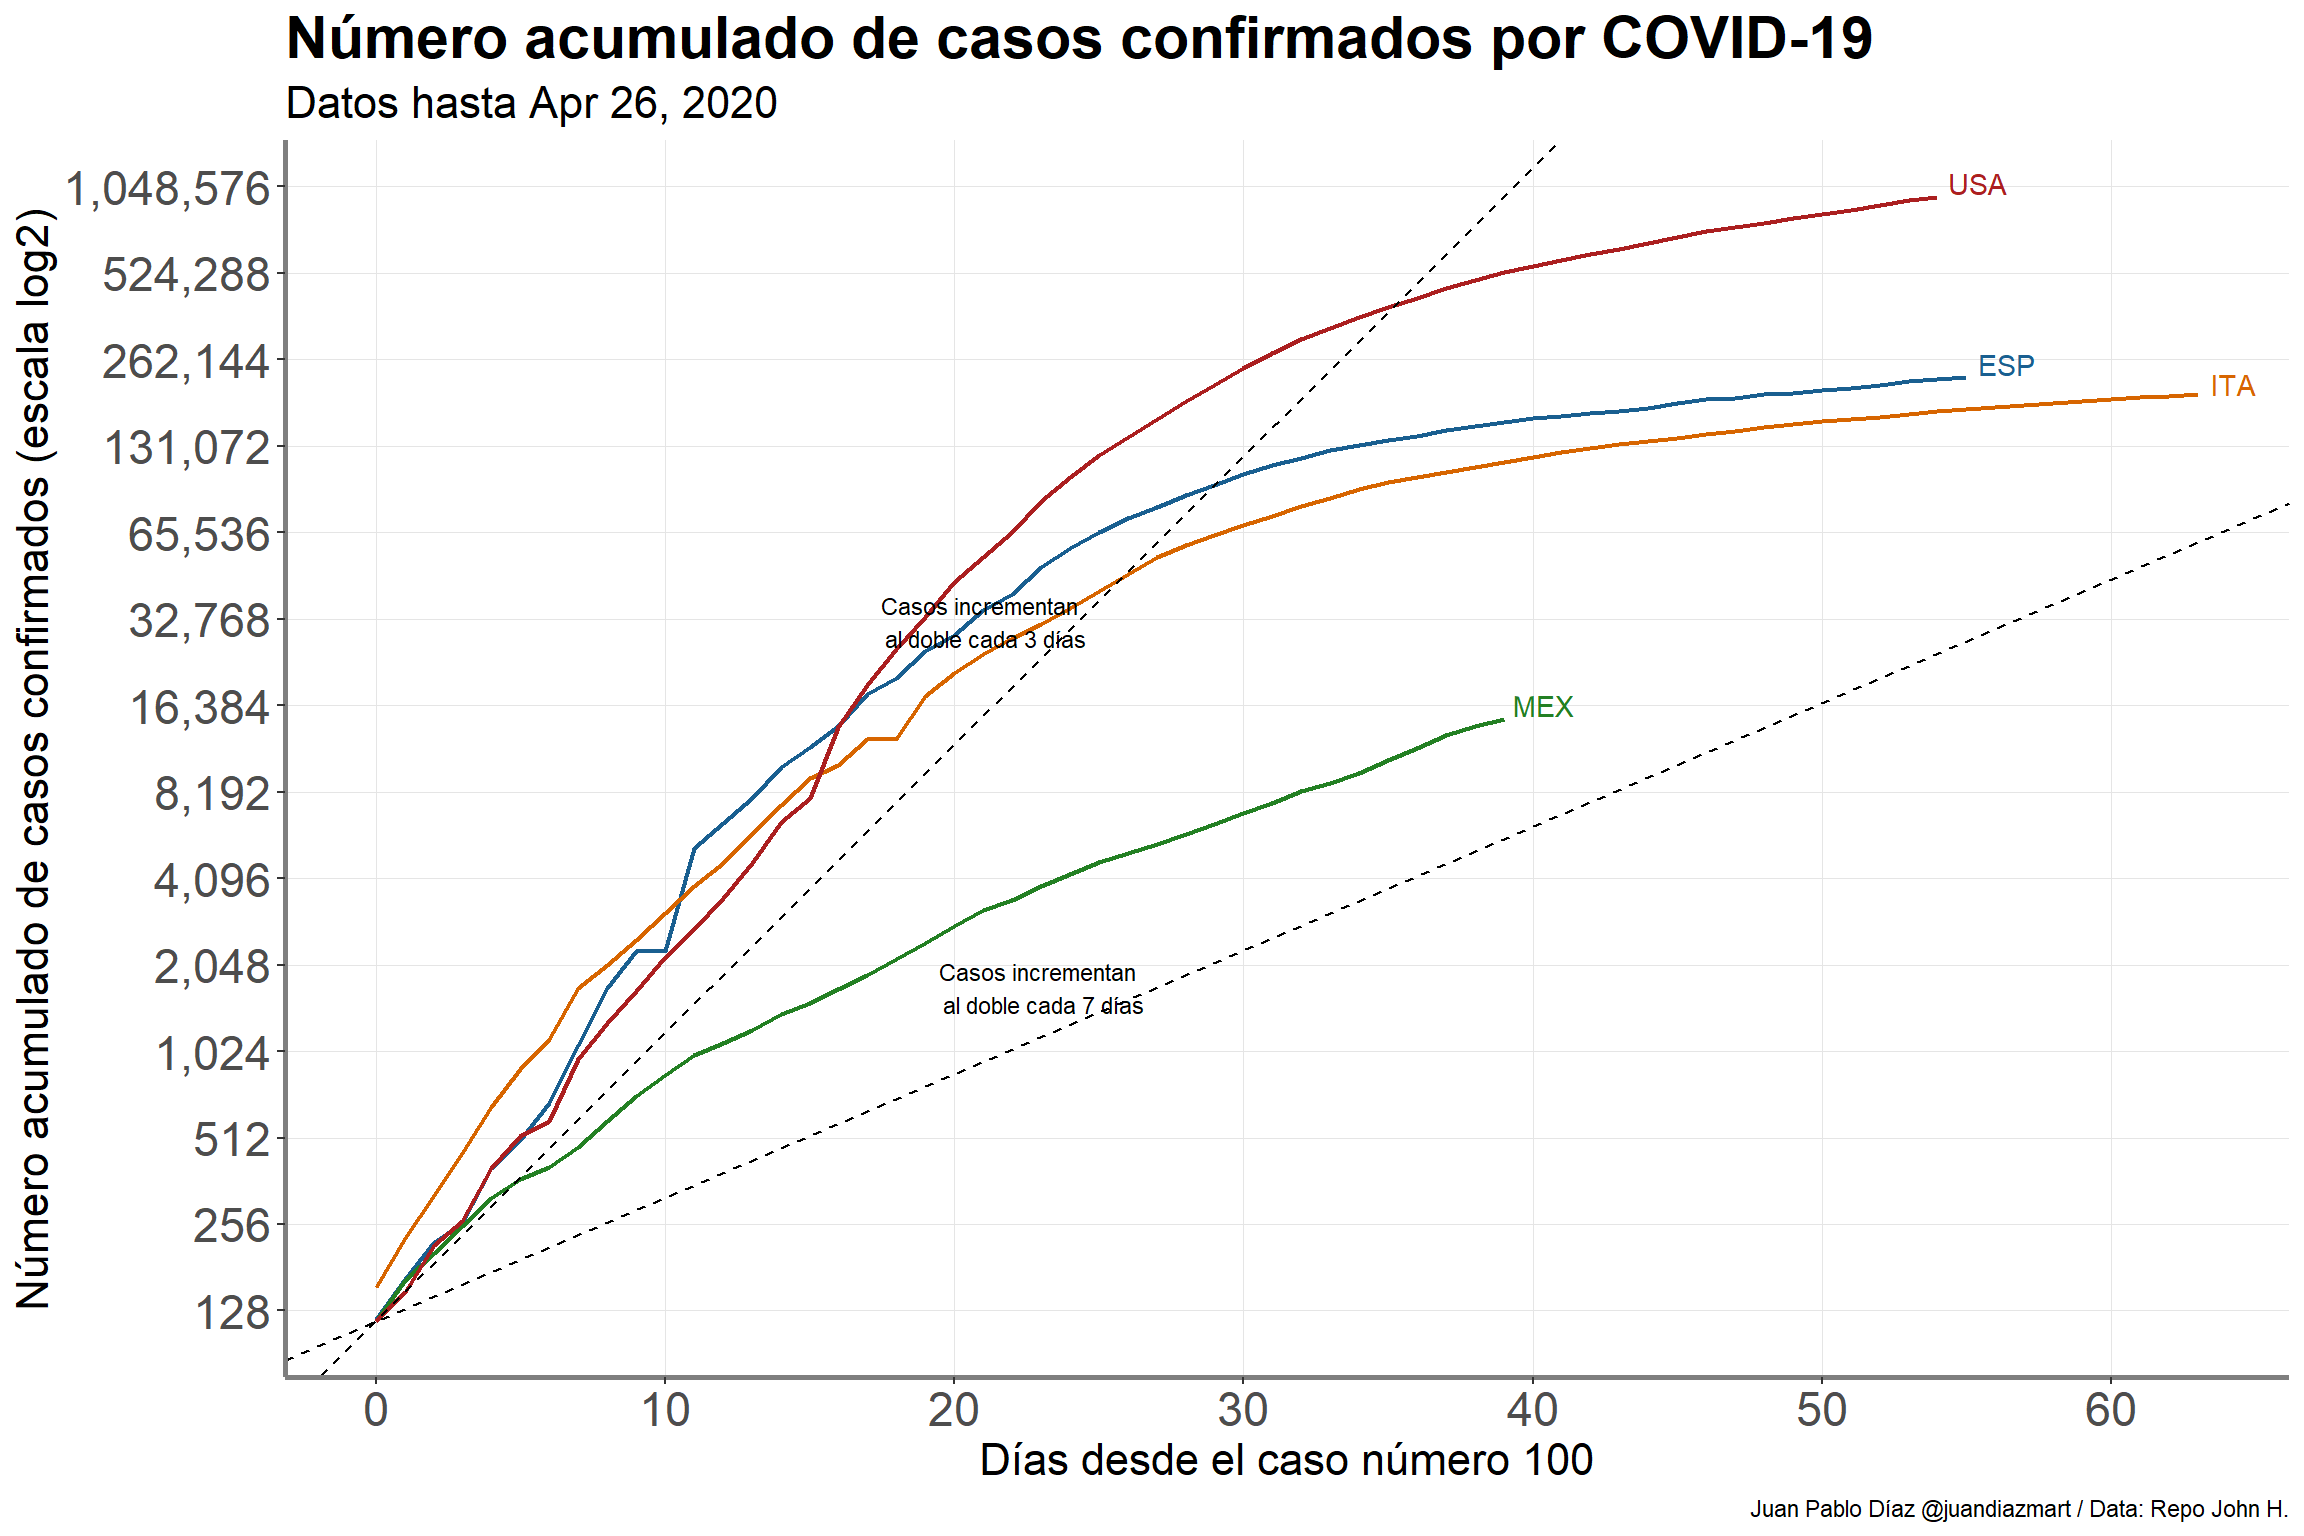 Número acumulado de casos confirmados por COVID-19
Datos hasta Apr 26, 2020
Número acumulado de casos confirmados (escala log2)
1,048,576
524,288
262,144
131,072
65,536
32,768
16,384
8,192
4,096
2,048
1,024
512
256
128
USA
ESP
ITA
Casos incrementan
al doble cada 3 días
MEX
Casos incrementan
al doble cada 7 días
0 10 20 30 40 50 60
Días desde el caso número 100
Juan Pablo Díaz @juandiazmart / Data: Repo John H.